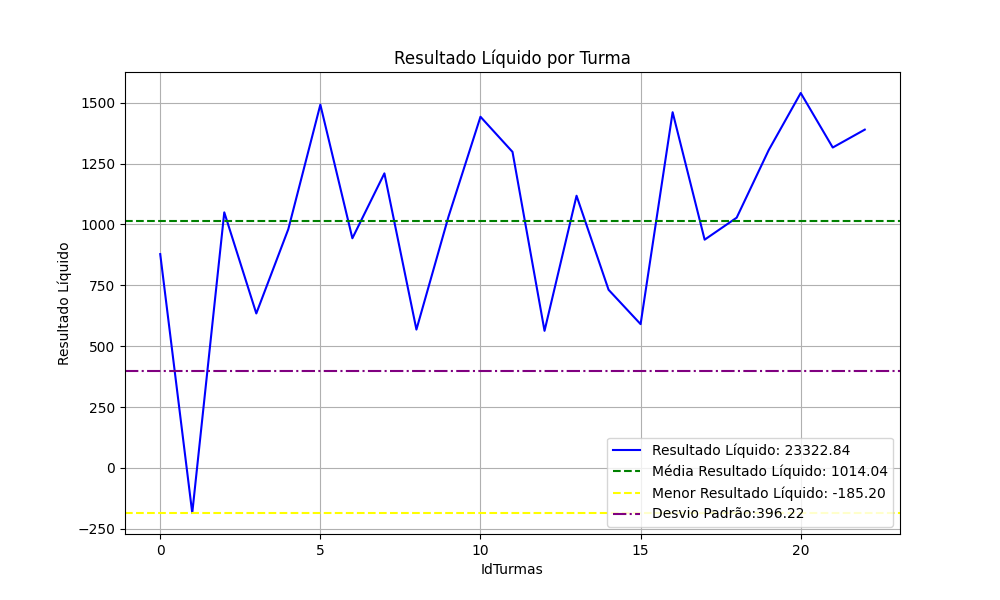 Resultado Líquido por Turma
Resultado Líquido
1500
1250
1000
750
500
250
0
−250
0 5 10 15 20
IdTurmas
Resultado Líquido: 23322.84
Média Resultado Líquido: 1014.04
Menor Resultado Líquido: -185.20
Desvio Padrão:396.22